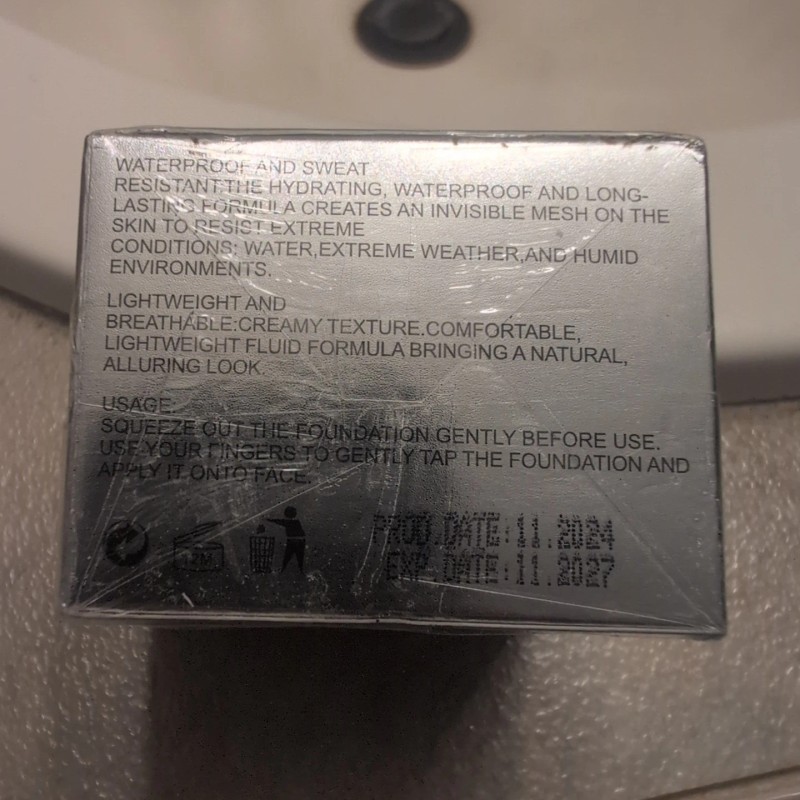 WATERPROOF AND SWEAT
RESISTANT:THE HYDRATING, WATERPROOF AND LONG-
LASTING FORMULA CREATES AN INVISIBLE MESH ON THE
SKIN TO RESIST EXTREME
CONDITIONS: WATER,EXTREME WEATHER,AND HUMID
ENVIRONMENTS.
LIGHTWEIGHT AND
BREATHABLE:CREAMY TEXTURE.COMFORTABLE,
LIGHTWEIGHT FLUID FORMULA BRINGING A NATURAL,
ALLURING LOOK.
USAGE:
SQUEEZE OUT THE FOUNDATION GENTLY BEFORE USE.
USE YOUR FINGERS TO GENTLY TAP THE FOUNDATION AND
APPLY IT ONTO FACE.
12M
PROD.DATE:11.2024
EXP.DATE:11.2027